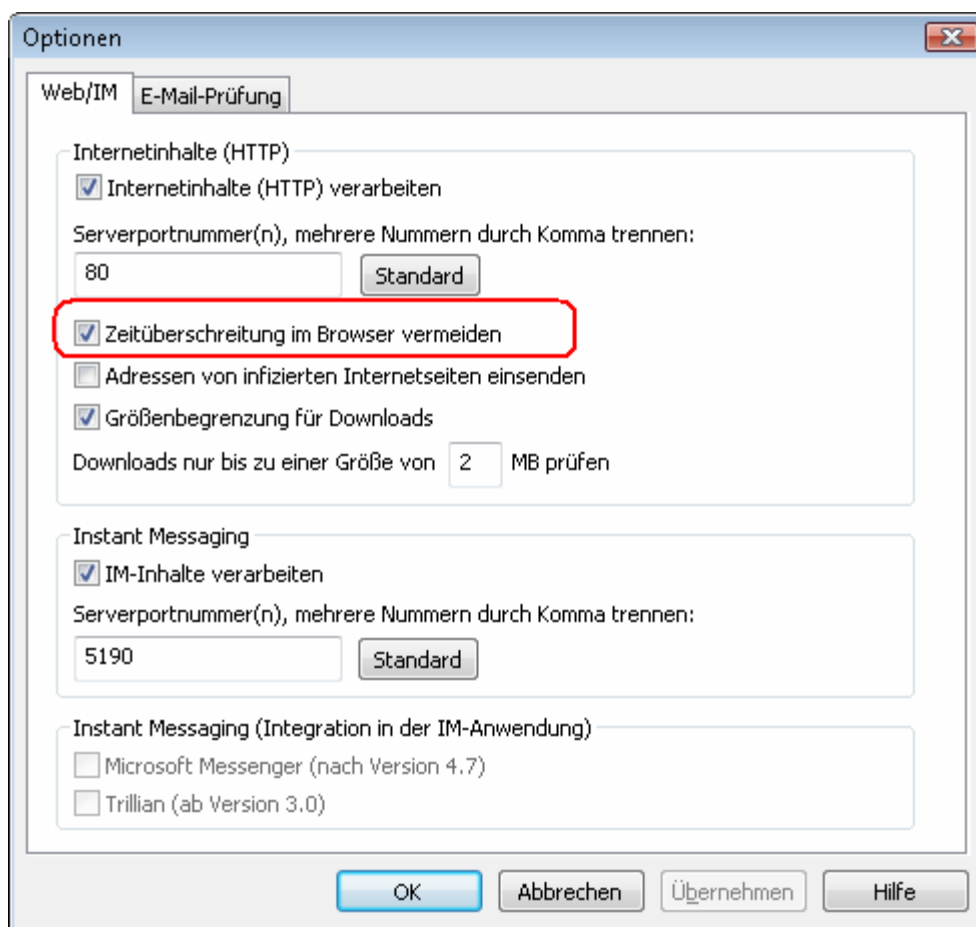 Optionen
Web/IM
E-Mail-Prüfung
Internetinhalte (HTTP)
Internetinhalte (HTTP) verarbeiten
Serverportnummer(n), mehrere Nummern durch Komma trennen:
80
Standard
Zeitüberschreitung im Browser vermeiden
Adressen von infizierten Internetseiten einsenden
Größenbegrenzung für Downloads
Downloads nur bis zu einer Größe von 2 MB prüfen
Instant Messaging
IM-Inhalte verarbeiten
Serverportnummer(n), mehrere Nummern durch Komma trennen:
5190
Standard
Instant Messaging (Integration in der IM-Anwendung)
Microsoft Messenger (nach Version 4.7)
Trillian (ab Version 3.0)
OK Abbrechen Übernehmen Hilfe